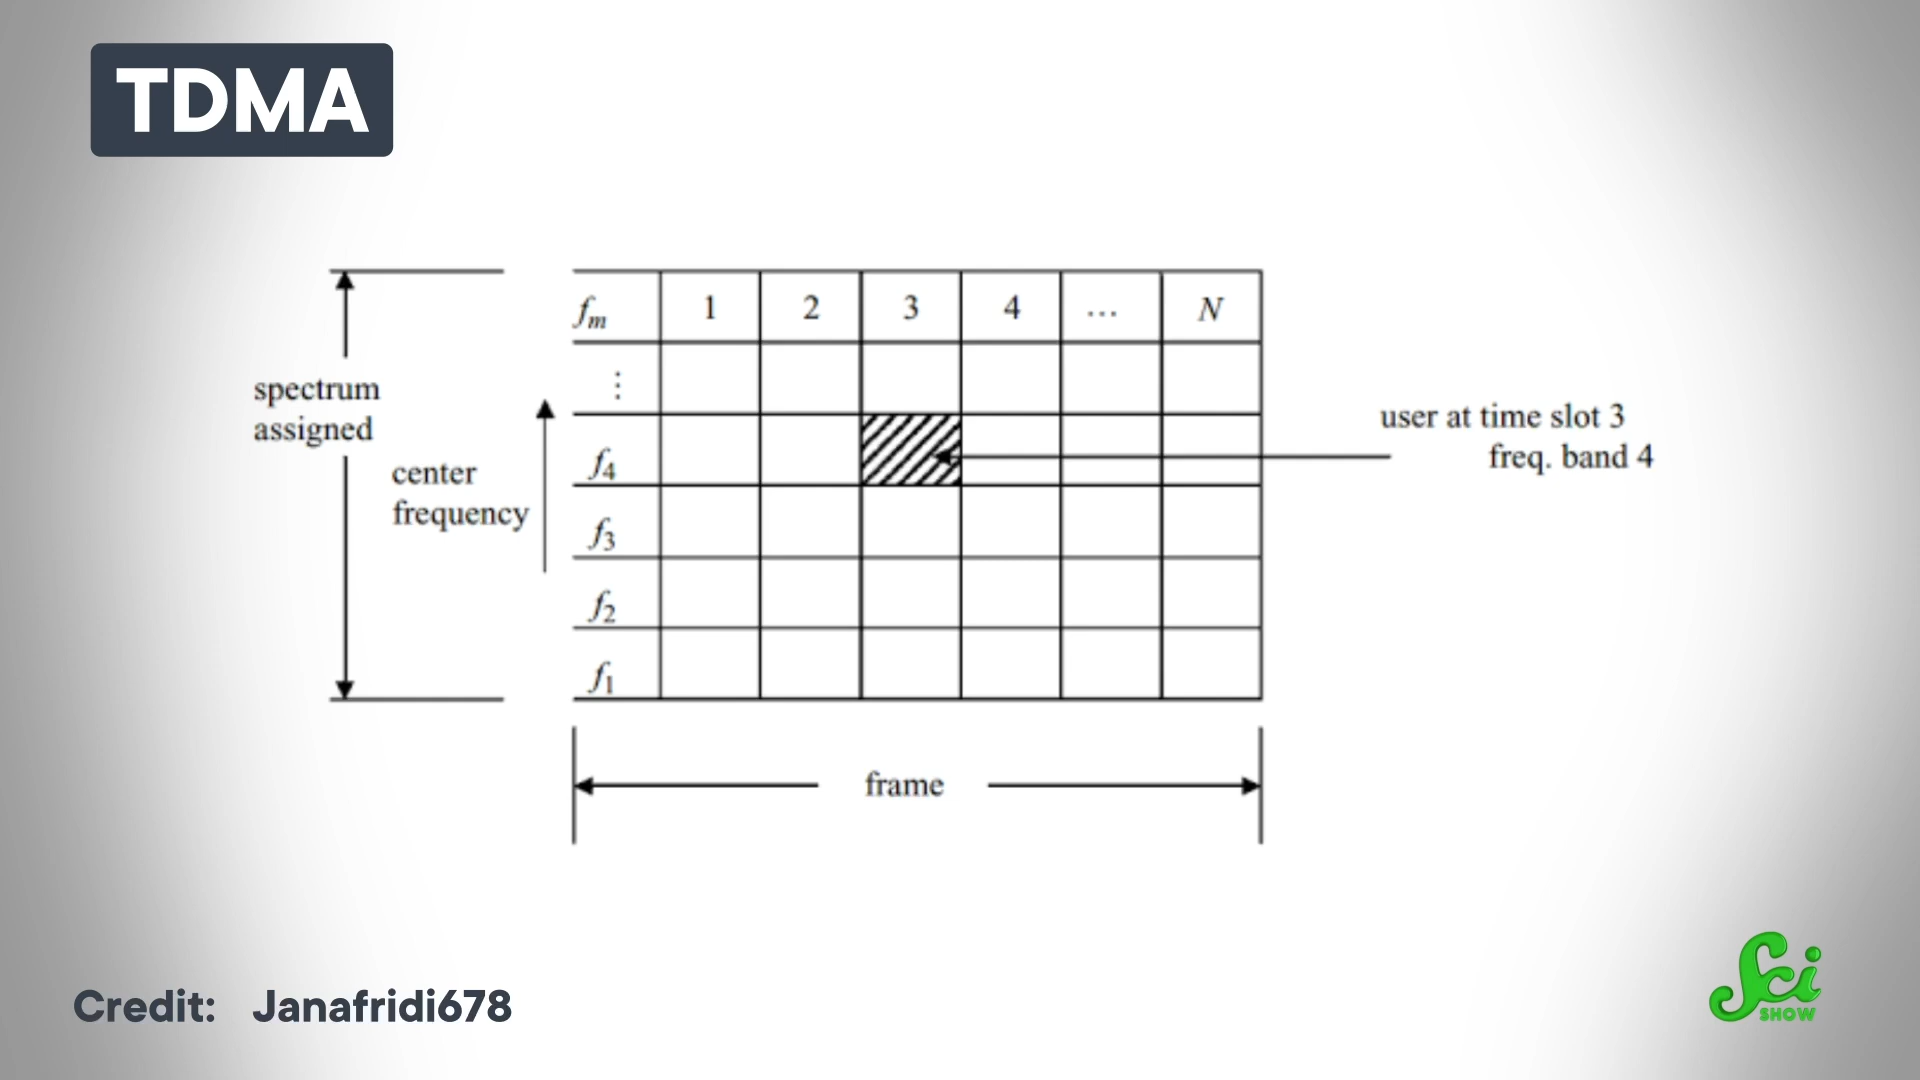 TDMA
f_m 1 2 3 4 … N
⋮
spectrum
assigned
center
frequency
f_4
f_3
f_2
f_1
user at time slot 3
freq. band 4
frame
Credit: Janafridi678
Sci
SHOW